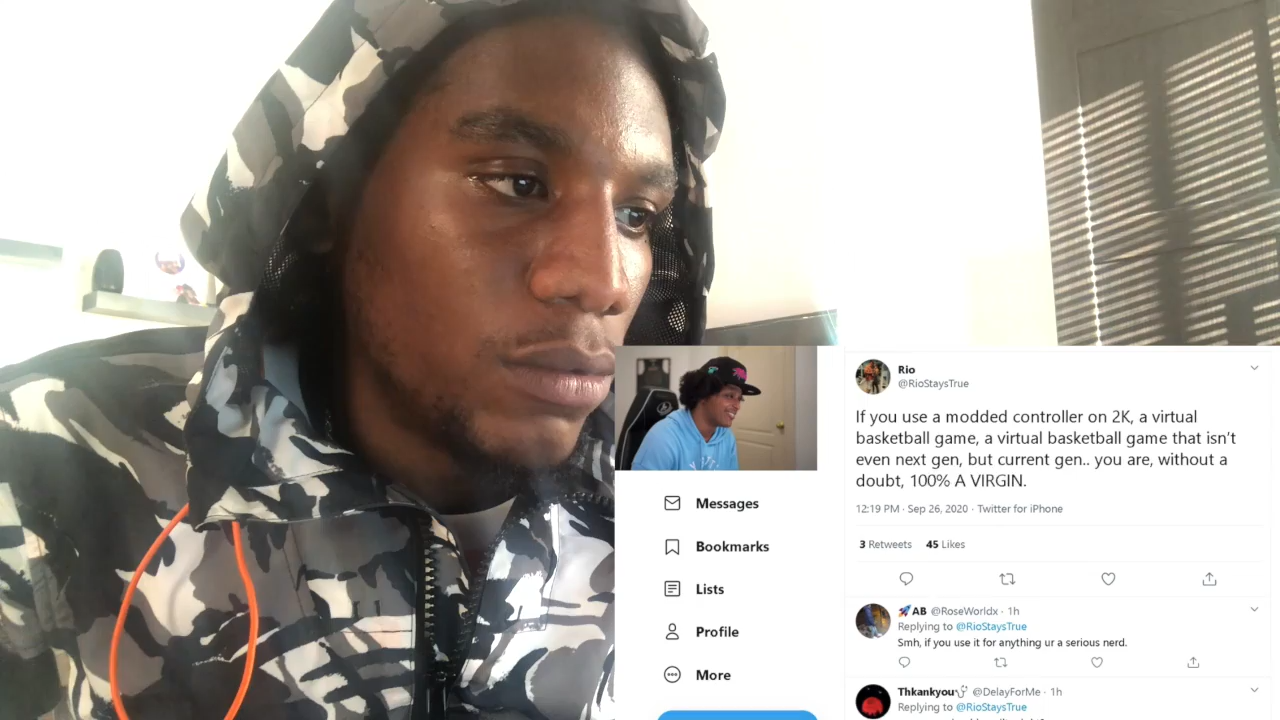 Messages
Bookmarks
Lists
Profile
More
Rio
@RioStaysTrue
If you use a modded controller on 2K, a virtual
basketball game, a virtual basketball game that isn't
even next gen, but current gen.. you are, without a
doubt, 100% A VIRGIN.
12:19 PM · Sep 26, 2020 · Twitter for iPhone
3 Retweets 45 Likes
🚀AB @RoseWorldx · 1h
Replying to @RioStaysTrue
Smh, if you use it for anything ur a serious nerd.
Thkankyou🩺 @DelayForMe · 1h
Replying to @RioStaysTrue